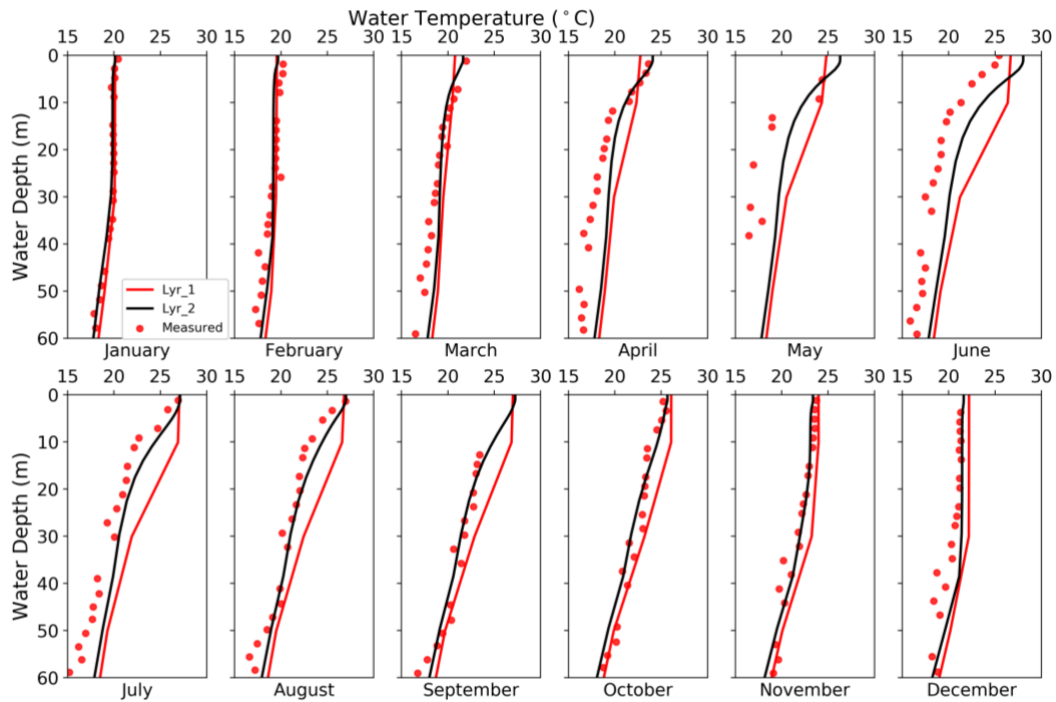 Water Temperature (°C)
15 20 25 30 15 20 25 30 15 20 25 30 15 20 25 30 15 20 25 30 15 20 25 30
0
10
20
30
40
50
60
Water Depth (m)
Lyr_1
Lyr_2
Measured
January February March April May June
15 20 25 30 15 20 25 30 15 20 25 30 15 20 25 30 15 20 25 30 15 20 25 30
0
10
20
30
40
50
60
Water Depth (m)
July August September October November December